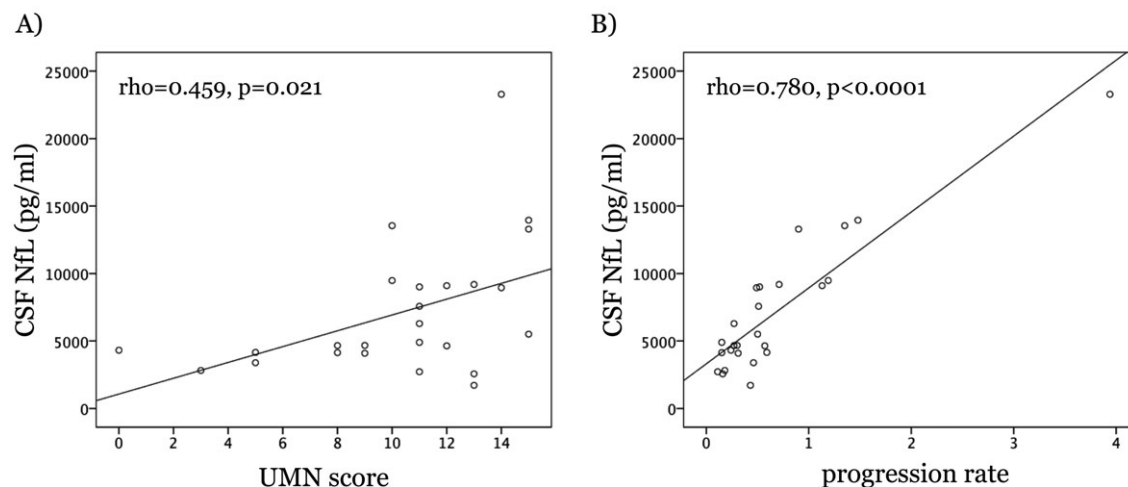 A)
rho=0.459, p=0.021
CSF NfL (pg/ml)
25000
20000
15000
10000
5000
0
0 2 4 6 8 10 12 14
UMN score
B)
rho=0.780, p<0.0001
CSF NfL (pg/ml)
25000
20000
15000
10000
5000
0
0 1 2 3 4
progression rate